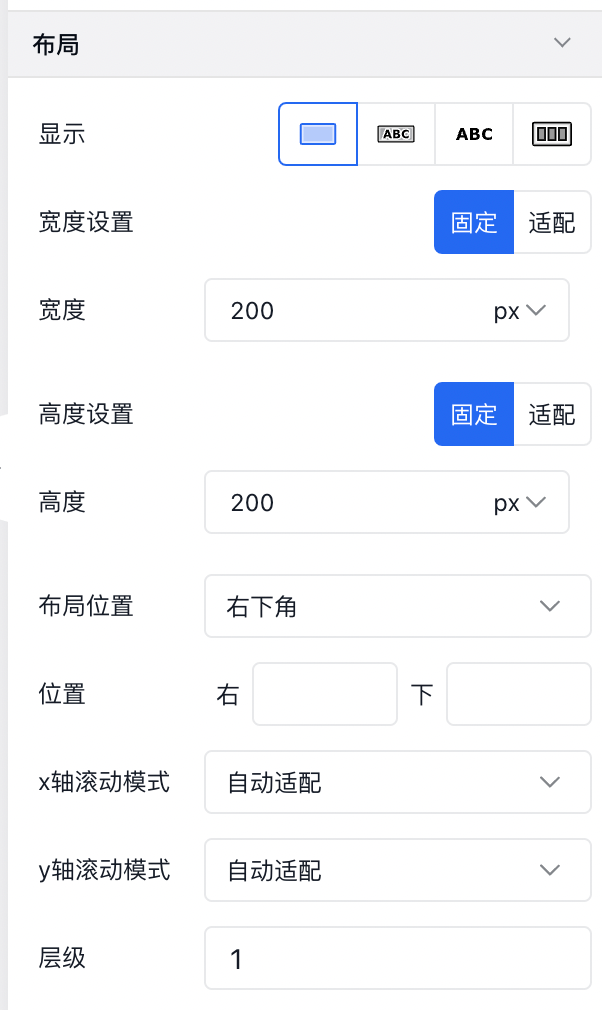 布局
显示 ABC ABC
宽度设置 固定 适配
宽度 200 px
高度设置 固定 适配
高度 200 px
布局位置 右下角
位置 右 下
x轴滚动模式 自动适配
y轴滚动模式 自动适配
层级 1